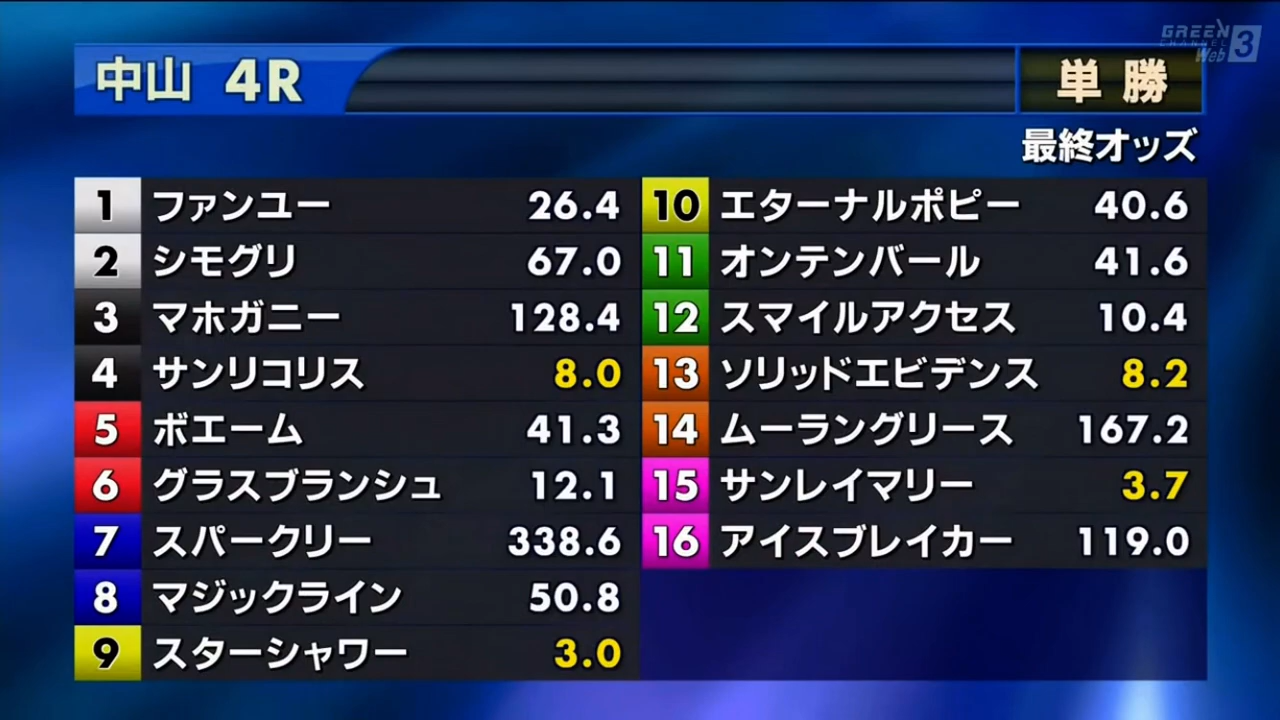 GREEN CHANNEL Web 3
中山 4R
単勝
最終オッズ
1 ファンユー 26.4
2 シモグリ 67.0
3 マホガニー 128.4
4 サンリコリス 8.0
5 ボエーム 41.3
6 グラスブランシュ 12.1
7 スパークリー 338.6
8 マジックライン 50.8
9 スターシャワー 3.0
10 エターナルポピー 40.6
11 オンテンバール 41.6
12 スマイルアクセス 10.4
13 ソリッドエビデンス 8.2
14 ムーラングリース 167.2
15 サンレイマリー 3.7
16 アイスブレイカー 119.0